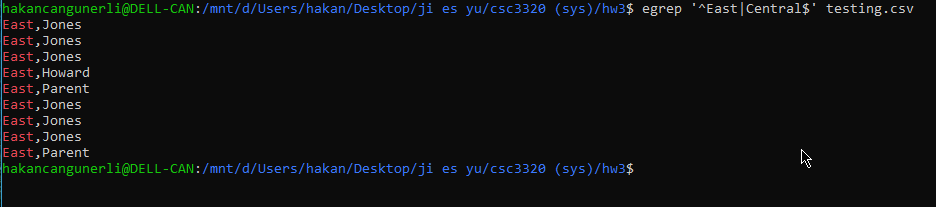 hakancangunerli@DELL-CAN:/mnt/d/Users/hakan/Desktop/ji es yu/csc3320 (sys)/hw3$ egrep '^East|Central$' testing.csv
East,Jones
East,Jones
East,Jones
East,Howard
East,Parent
East,Jones
East,Jones
East,Jones
East,Parent
hakancangunerli@DELL-CAN:/mnt/d/Users/hakan/Desktop/ji es yu/csc3320 (sys)/hw3$